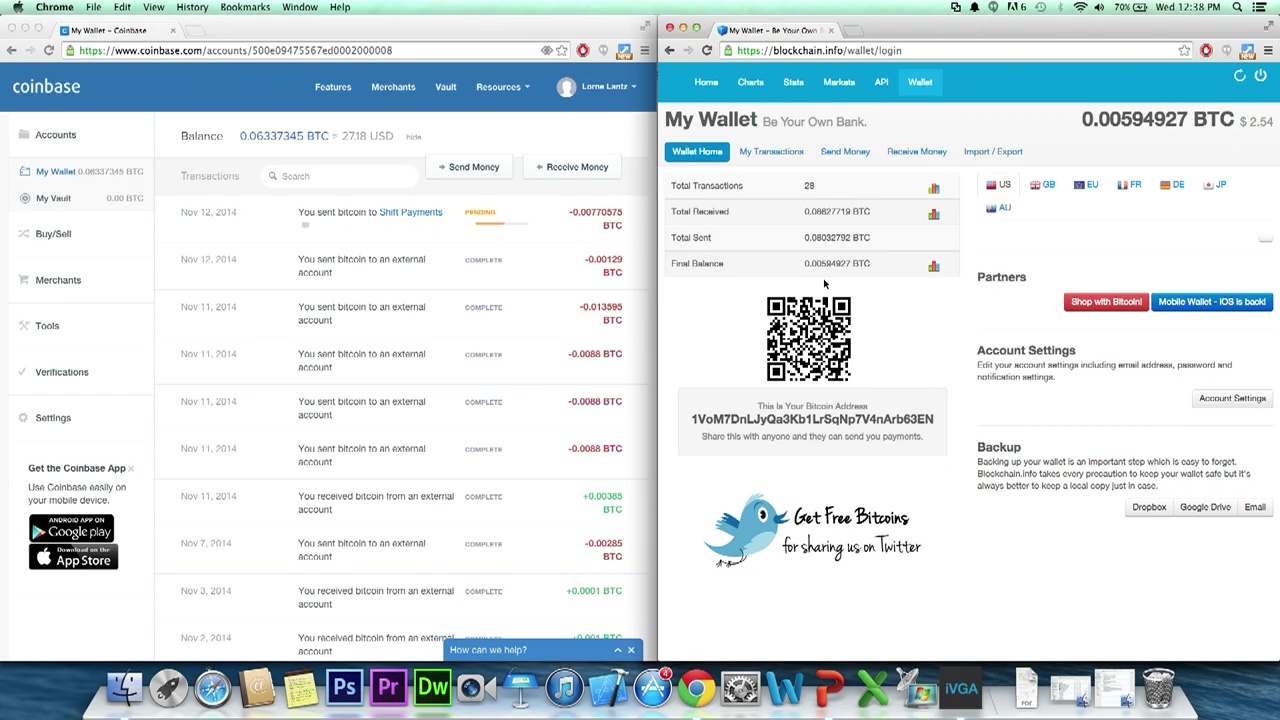 Chrome File Edit View History Bookmarks Window Help
6
70%
Wed 12:38 PM
My Wallet - Coinbase
https://www.coinbase.com/accounts/500e09475567ed0002000008
NEW
coinbase
Features Merchants Vault Resources Lorne Lantz
Accounts
My Wallet 0.06337345 BTC
My Vault 0.00 BTC
Buy/Sell
Merchants
Tools
Verifications
Settings
Get the Coinbase App
Use Coinbase easily on
your mobile device.
ANDROID APP ON
Google play
Download on the
App Store
Balance 0.06337345 BTC = 27.18 USD hide
Transactions Search Send Money Receive Money
Nov 12, 2014 You sent bitcoin to Shift Payments PENDING -0.00770575
BTC
Nov 12, 2014 You sent bitcoin to an external COMPLETE -0.00129
account BTC
Nov 11, 2014 You sent bitcoin to an external COMPLETE -0.013595
account BTC
Nov 11, 2014 You sent bitcoin to an external COMPLETE -0.0088 BTC
account
Nov 11, 2014 You sent bitcoin to an external COMPLETE -0.0088 BTC
account
Nov 11, 2014 You sent bitcoin to an external COMPLETE -0.0088 BTC
account
Nov 11, 2014 You received bitcoin from an external COMPLETE +0.00385
account BTC
Nov 7, 2014 You sent bitcoin to an external COMPLETE -0.00285
account BTC
Nov 3, 2014 You received bitcoin from an external COMPLETE +0.0001 BTC
account
Nov 2, 2014 You received bitcoin from an external +0.001 BTC
account
How can we help?
My Wallet - Be Your Own B
https://blockchain.info/wallet/login
NEW
Home Charts Stats Markets API Wallet
My Wallet Be Your Own Bank. 0.00594927 BTC $ 2.54
Wallet Home My Transactions Send Money Receive Money Import / Export
Total Transactions 28
Total Received 0.08627719 BTC
Total Sent 0.08032792 BTC
Final Balance 0.00594927 BTC
This Is Your Bitcoin Address
1VoM7DnLJyQa3Kb1LrSqNp7V4nArb63EN
Share this with anyone and they can send you payments.
Get Free Bitcoins
for sharing us on Twitter
US GB EU FR DE JP
AU
Partners
Shop with Bitcoin! Mobile Wallet - iOS is back!
Account Settings
Edit your account settings including email address, password and
notification settings.
Account Settings
Backup
Backing up your wallet is an important step which is easy to forget.
Blockchain.info takes every precaution to keep your wallet safe but it's
always better to keep a local copy just in case.
Dropbox Google Drive Email
Ps Pr Dw 4 W P X iVGA PDF